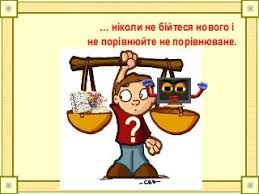 … ніколи не бійтеся нового і
не порівнюйте не порівнюване.
?